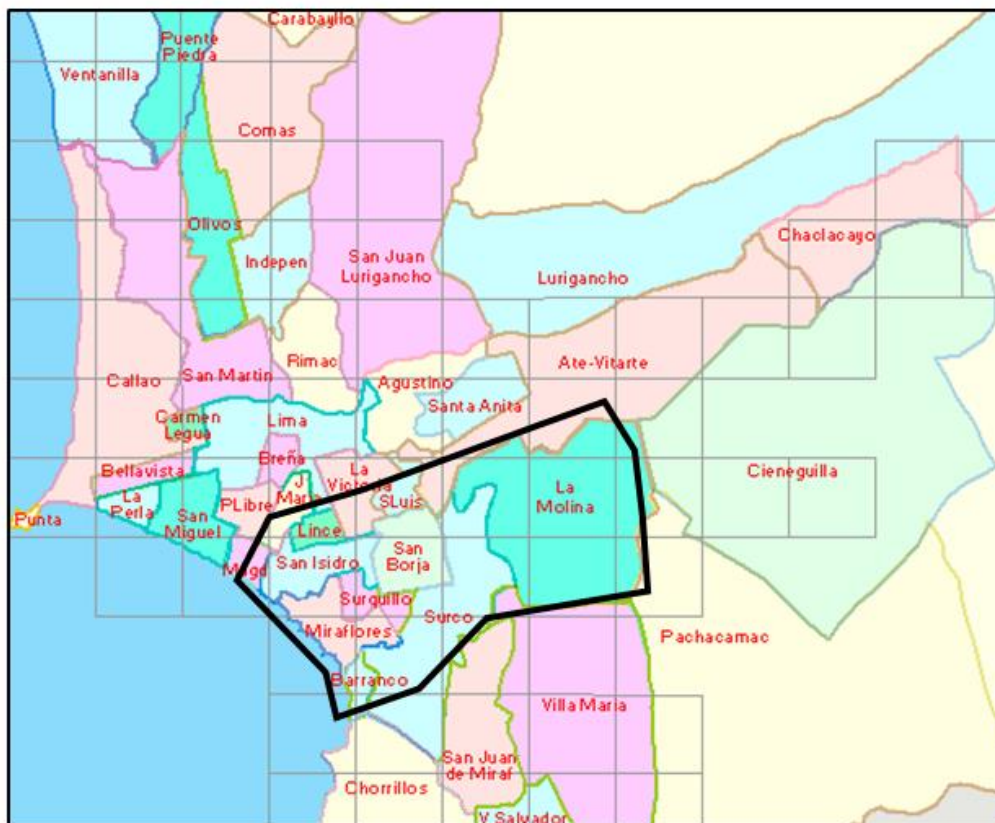 Carabayllo
Puente
Piedra
Ventanilla
Comas
Olivos
Indepen
San Juan
Lurigancho
Lurigancho
Chaclacayo
Rimac
Ate-Vitarte
Callao
San Martin
Agustino
Santa Anita
Carmen
Legua
Lima
Breña
Bellavista
La
Victoria
Cieneguilla
J
Maria
La
Molina
La
Perla
PLibre
SLuis
Punta
San
Miguel
Lince
San
Borja
Magd
San Isidro
Surquillo
Surco
Miraflores
Pachacamac
Barranco
Villa Maria
San Juan
de Miraf
Chorrillos
V Salvador